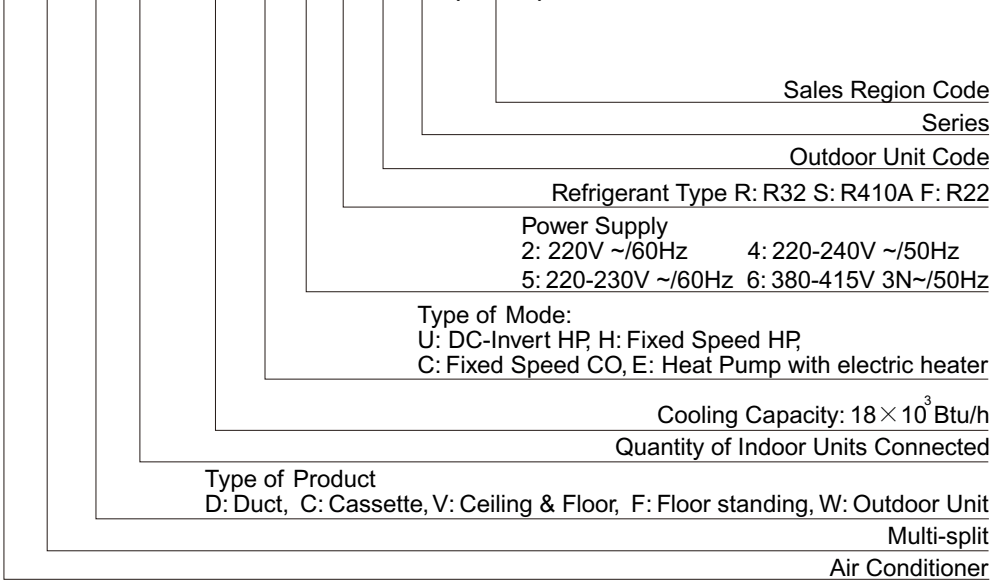 Sales Region Code
Series
Outdoor Unit Code
Refrigerant Type R: R32 S: R410A F: R22
Power Supply
2: 220V ~/60Hz 4: 220-240V ~/50Hz
5: 220-230V ~/60Hz 6: 380-415V 3N~/50Hz
Type of Mode:
U: DC-Invert HP, H: Fixed Speed HP,
C: Fixed Speed CO, E: Heat Pump with electric heater
Cooling Capacity: 18×10³Btu/h
Quantity of Indoor Units Connected
Type of Product
D: Duct, C: Cassette, V: Ceiling & Floor, F: Floor standing, W: Outdoor Unit
Multi-split
Air Conditioner